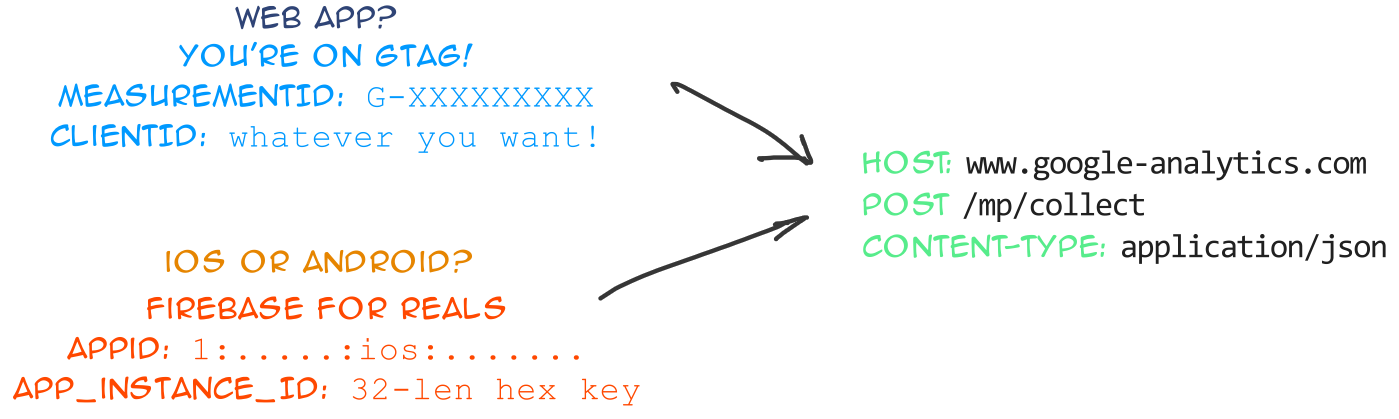 WEB APP?
YOU'RE ON GTAG!
MEASUREMENTID: G-XXXXXXXXX
CLIENTID: whatever you want!
IOS OR ANDROID?
FIREBASE FOR REALS
APPID: 1:.....:ios:.......
APP_INSTANCE_ID: 32-len hex key
HOST: www.google-analytics.com
POST /mp/collect
CONTENT-TYPE: application/json